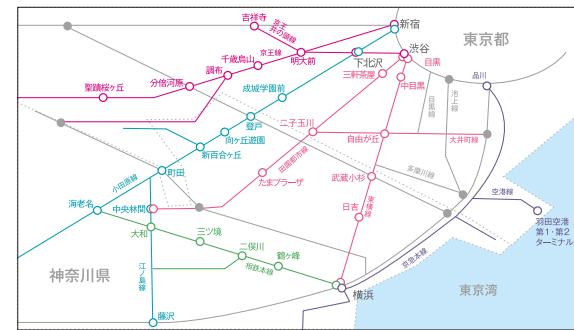 吉祥寺
京王
井の頭線
新宿
京王線
渋谷
東京都
千歳烏山
明大前
下北沢
目黒
調布
三軒茶屋
中目黒
品川
聖蹟桜ケ丘
分倍河原
成城学園前
目黒線
池上線
登戸
二子玉川
向ケ丘遊園
自由が丘
大井町線
新百合ヶ丘
田園都市線
多摩川線
町田
たまプラーザ
武蔵小杉
空港線
小田原線
東横線
海老名
中央林間
日吉
羽田空港
第1・第2
ターミナル
大和
三ツ境
二俣川
鶴ヶ峰
京急本線
相鉄本線
神奈川県
江ノ島線
横浜
東京湾
藤沢